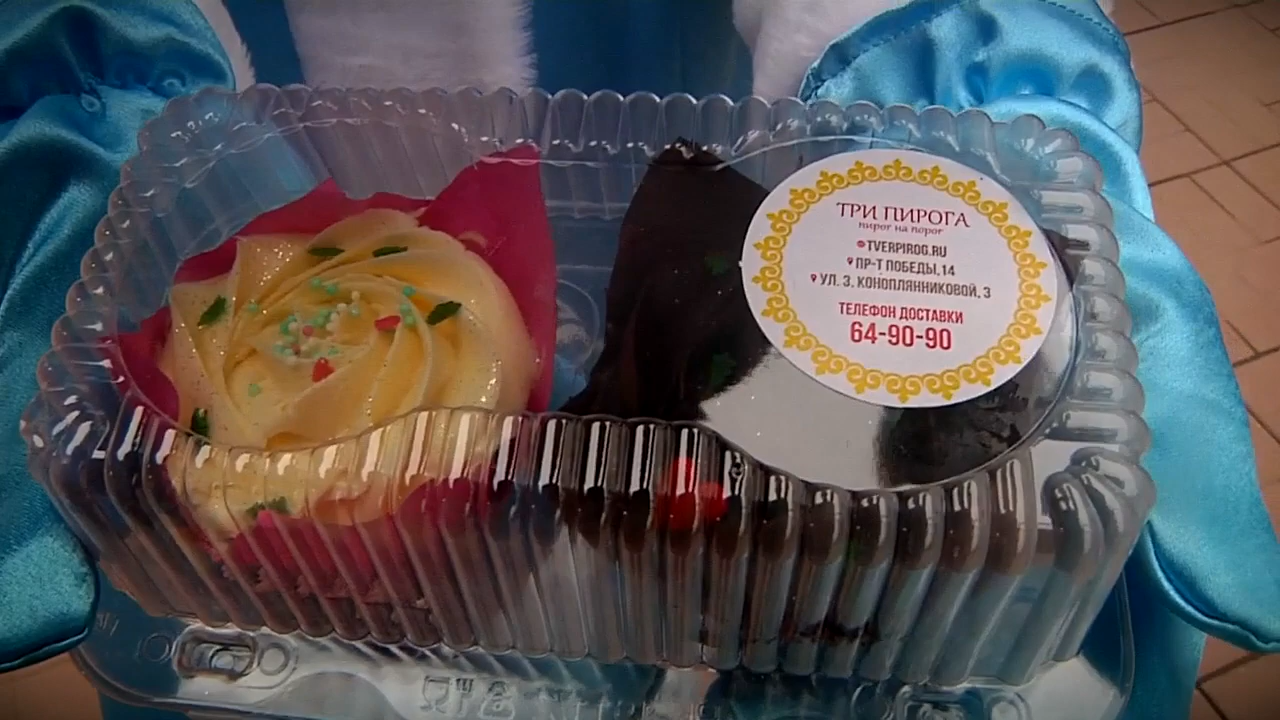 ТРИ ПИРОГА
пирог на порог
TVERPIROG.RU
ПР-Т ПОБЕДЫ, 14
УЛ. З. КОНОПЛЯННИКОВОЙ, 3
ТЕЛЕФОН ДОСТАВКИ
64-90-90